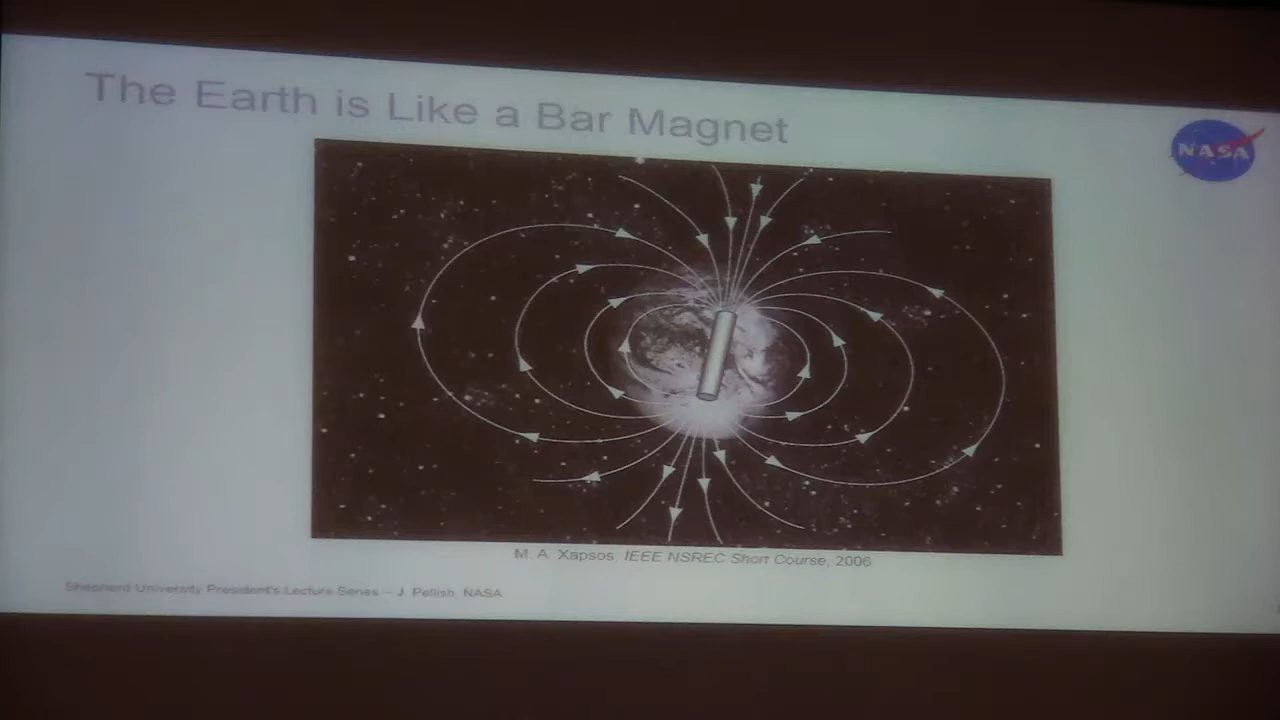 The Earth is Like a Bar Magnet
NASA
M. A. Xapsos, IEEE NSREC Short Course, 2006
Shepherd University President's Lecture Series – J. Pellish, NASA